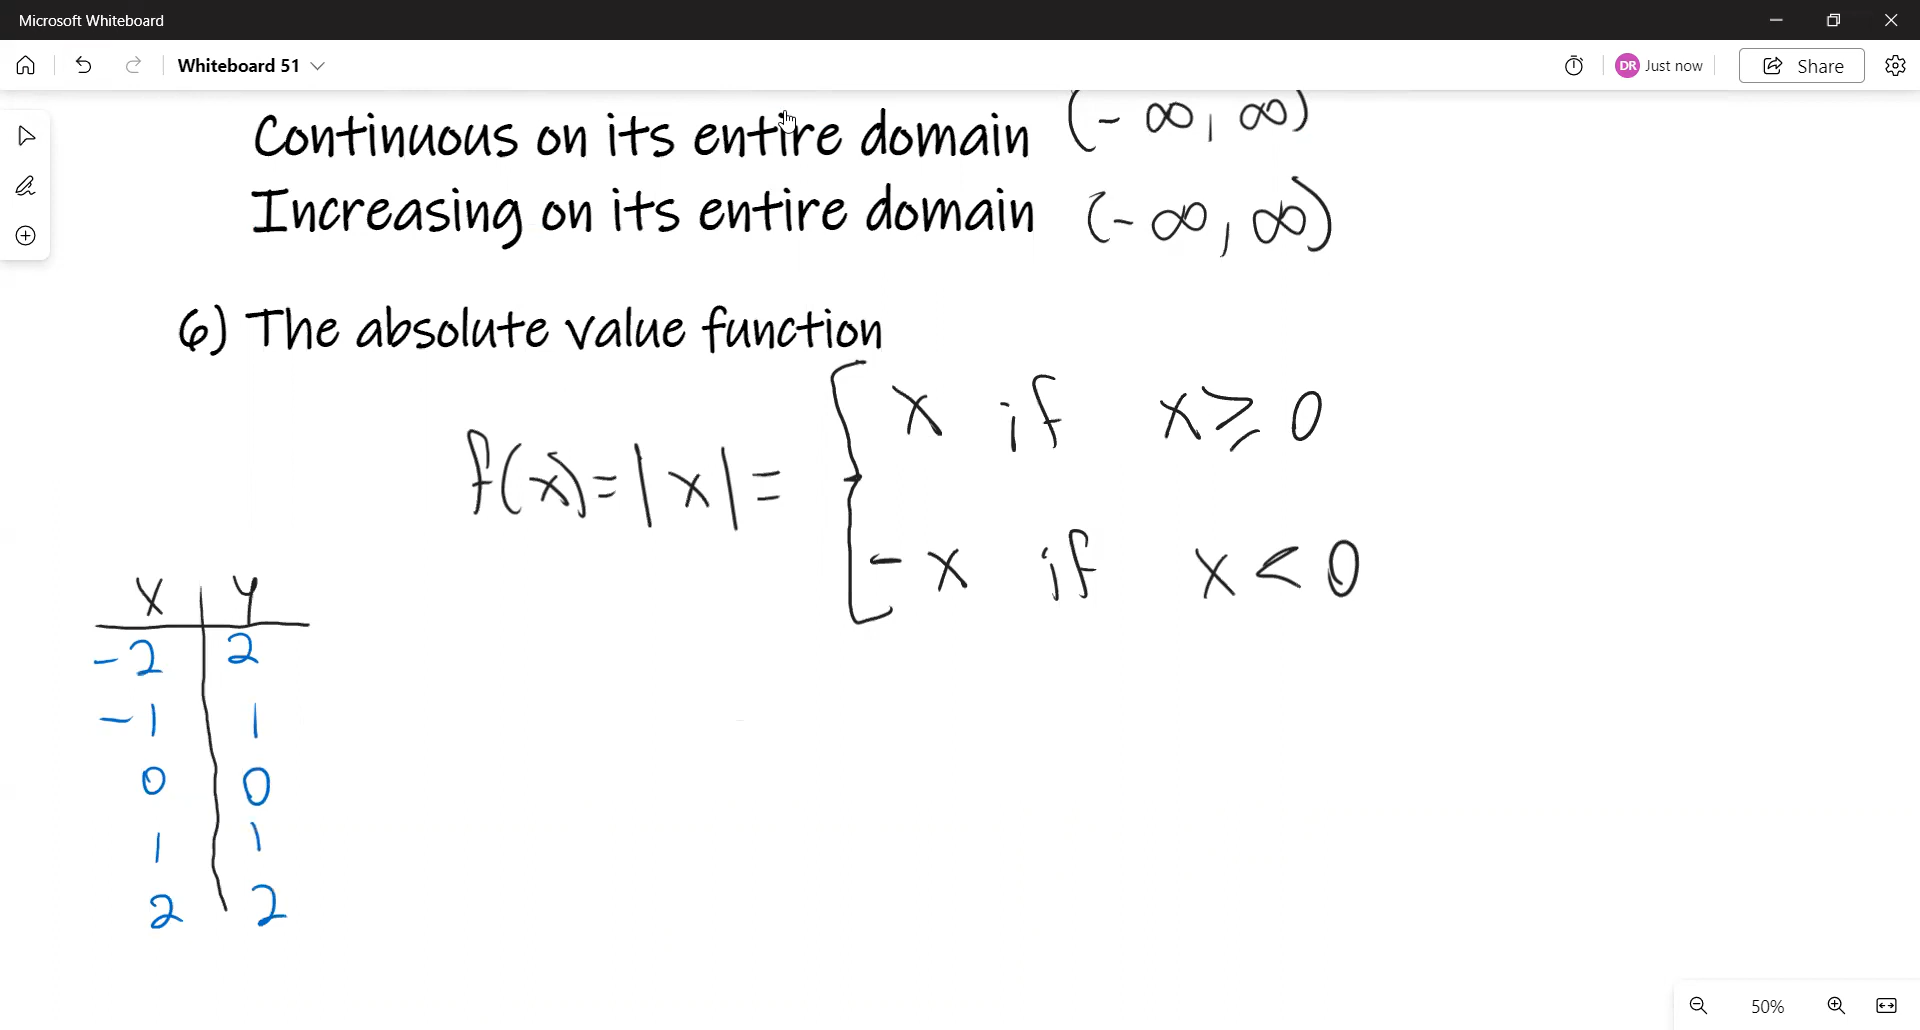 Microsoft Whiteboard
Whiteboard 51
DR Just now
Share
Continuous on its entire domain (-∞, ∞)
Increasing on its entire domain (-∞, ∞)
6) The absolute value function
x if x ≥ 0
f(x) = |x| =
-x if x < 0
x y
-2 2
-1 1
0 0
1 1
2 2
50%